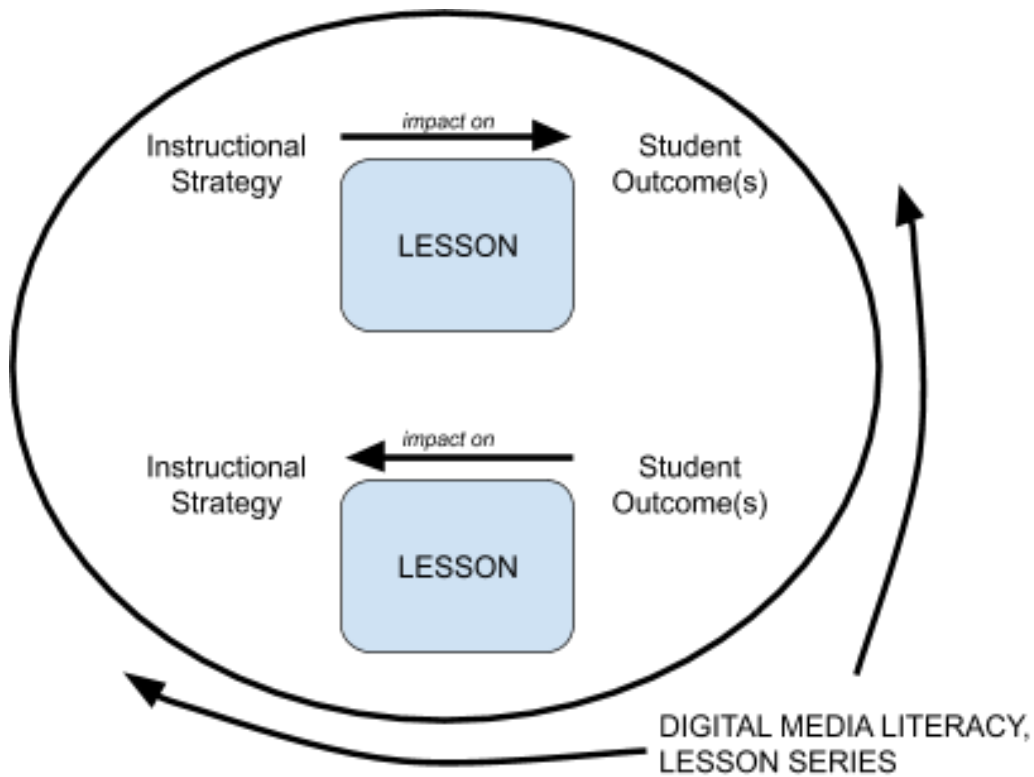 impact on
Instructional
Strategy
Student
Outcome(s)
LESSON
impact on
Instructional
Strategy
Student
Outcome(s)
LESSON
DIGITAL MEDIA LITERACY,
LESSON SERIES